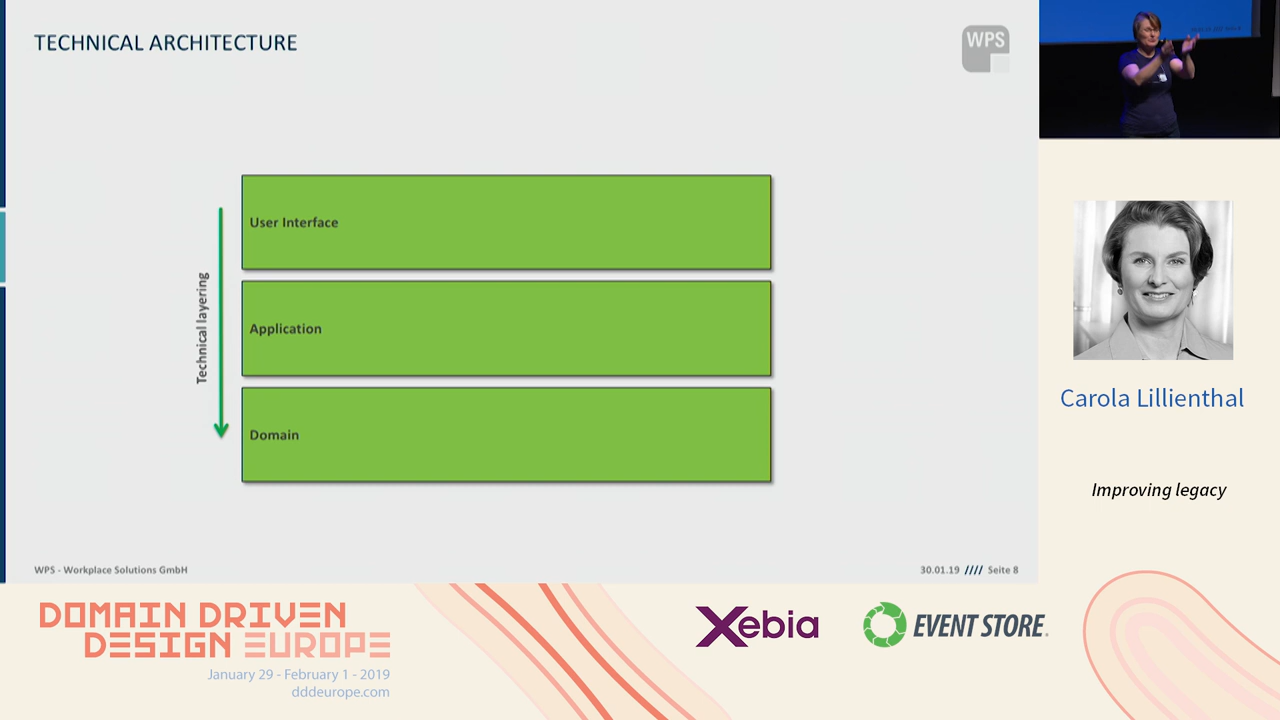 TECHNICAL ARCHITECTURE
WPS
User Interface
Application
Domain
Technical layering
WPS - Workplace Solutions GmbH
30.01.19 //// Seite 8
Carola Lillienthal
Improving legacy
DOMAIN DRIVEN
DESIGN EUROPE
January 29 - February 1 - 2019
dddeurope.com
Xebia
EVENT STORE.